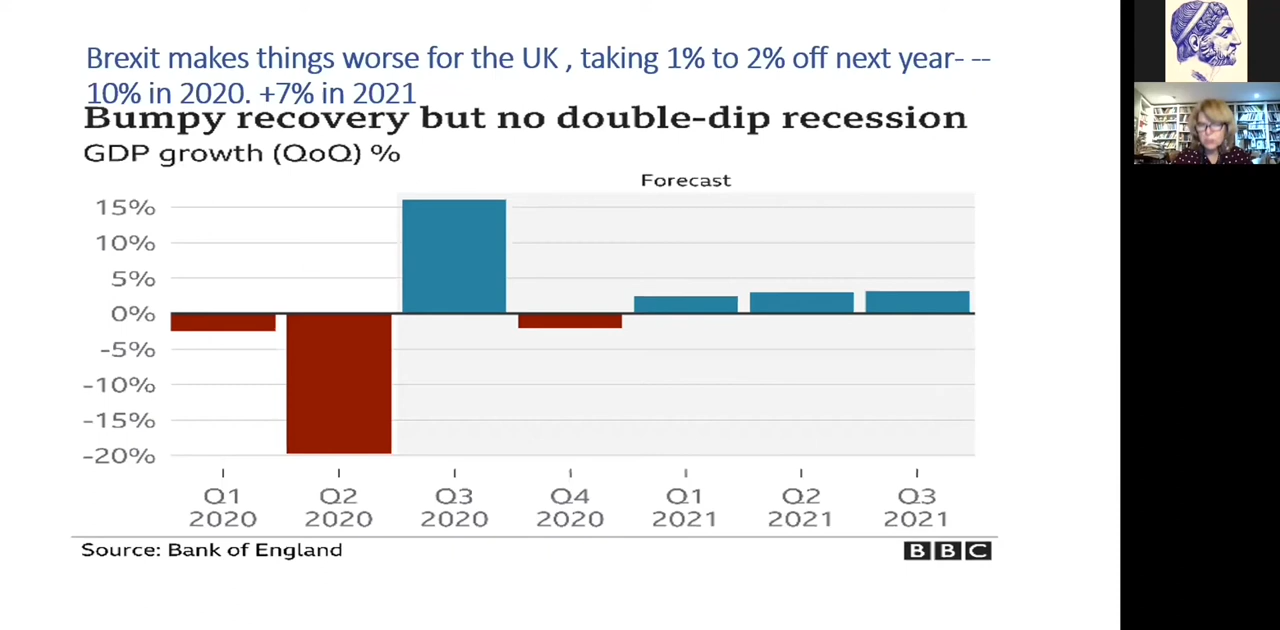 Brexit makes things worse for the UK , taking 1% to 2% off next year- --
10% in 2020. +7% in 2021
Bumpy recovery but no double-dip recession
GDP growth (QoQ) %
Forecast
15%
10%
5%
0%
-5%
-10%
-15%
-20%
Q1 Q2 Q3 Q4 Q1 Q2 Q3
2020 2020 2020 2020 2021 2021 2021
Source: Bank of England
BBC